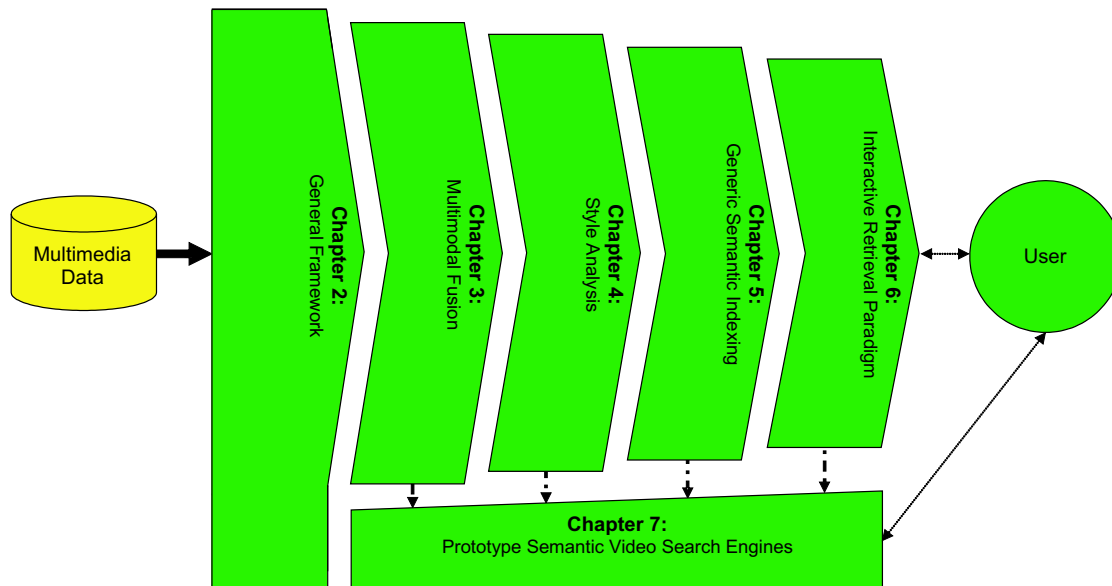 Multimedia
Data
Chapter 2:
General Framework
Chapter 3:
Multimodal Fusion
Chapter 4:
Style Analysis
Chapter 5:
Generic Semantic Indexing
Chapter 6:
Interactive Retrieval Paradigm
User
Chapter 7:
Prototype Semantic Video Search Engines